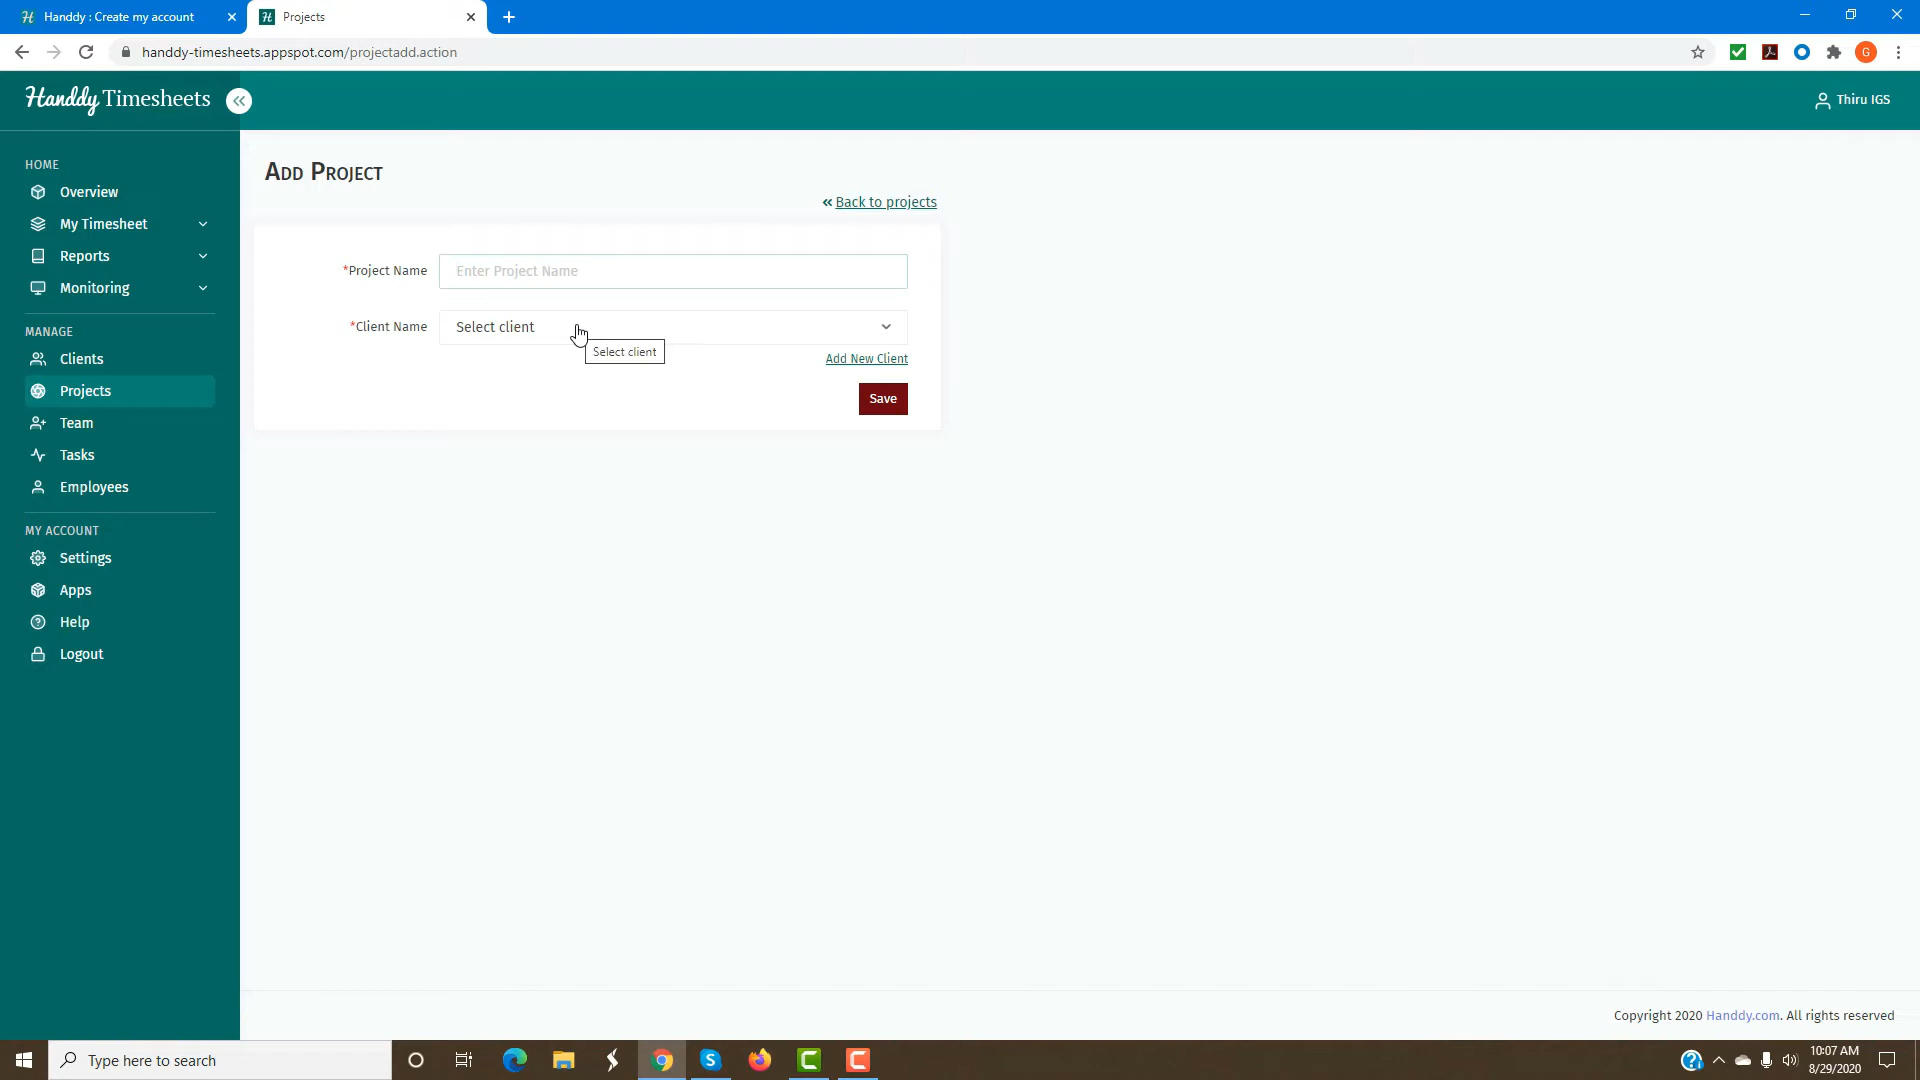 Handdy : Create my account
Projects
handdy-timesheets.appspot.com/projectadd.action
G
Handdy Timesheets
Thiru IGS
HOME
Overview
My Timesheet
Reports
Monitoring
MANAGE
Clients
Projects
Team
Tasks
Employees
MY ACCOUNT
Settings
Apps
Help
Logout
Add Project
« Back to projects
*Project Name
Enter Project Name
*Client Name
Select client
Select client
Add New Client
Save
Copyright 2020 Handdy.com. All rights reserved
Type here to search
10:07 AM
8/29/2020